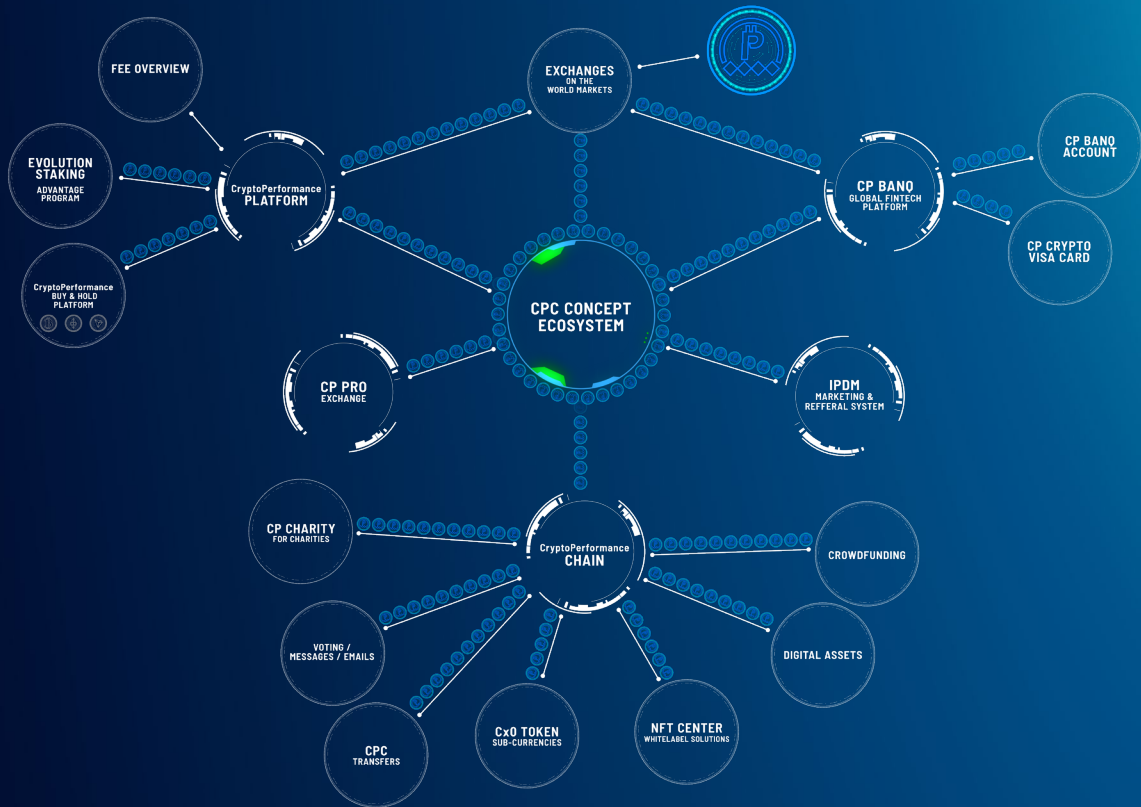 FEE OVERVIEW
EXCHANGES
ON THE
WORLD MARKETS
EVOLUTION
STAKING
ADVANTAGE
PROGRAM
CryptoPerformance
PLATFORM
CP BANQ
GLOBAL FINTECH
PLATFORM
CP BANQ
ACCOUNT
CP CRYPTO
VISA CARD
CryptoPerformance
BUY & HOLD
PLATFORM
CPC CONCEPT
ECOSYSTEM
CP PRO
EXCHANGE
IPDM
MARKETING &
REFFERAL SYSTEM
CP CHARITY
FOR CHARITIES
CryptoPerformance
CHAIN
CROWDFUNDING
VOTING /
MESSAGES / EMAILS
DIGITAL ASSETS
CPC
TRANSFERS
CxO TOKEN
SUB-CURRENCIES
NFT CENTER
WHITELABEL SOLUTIONS